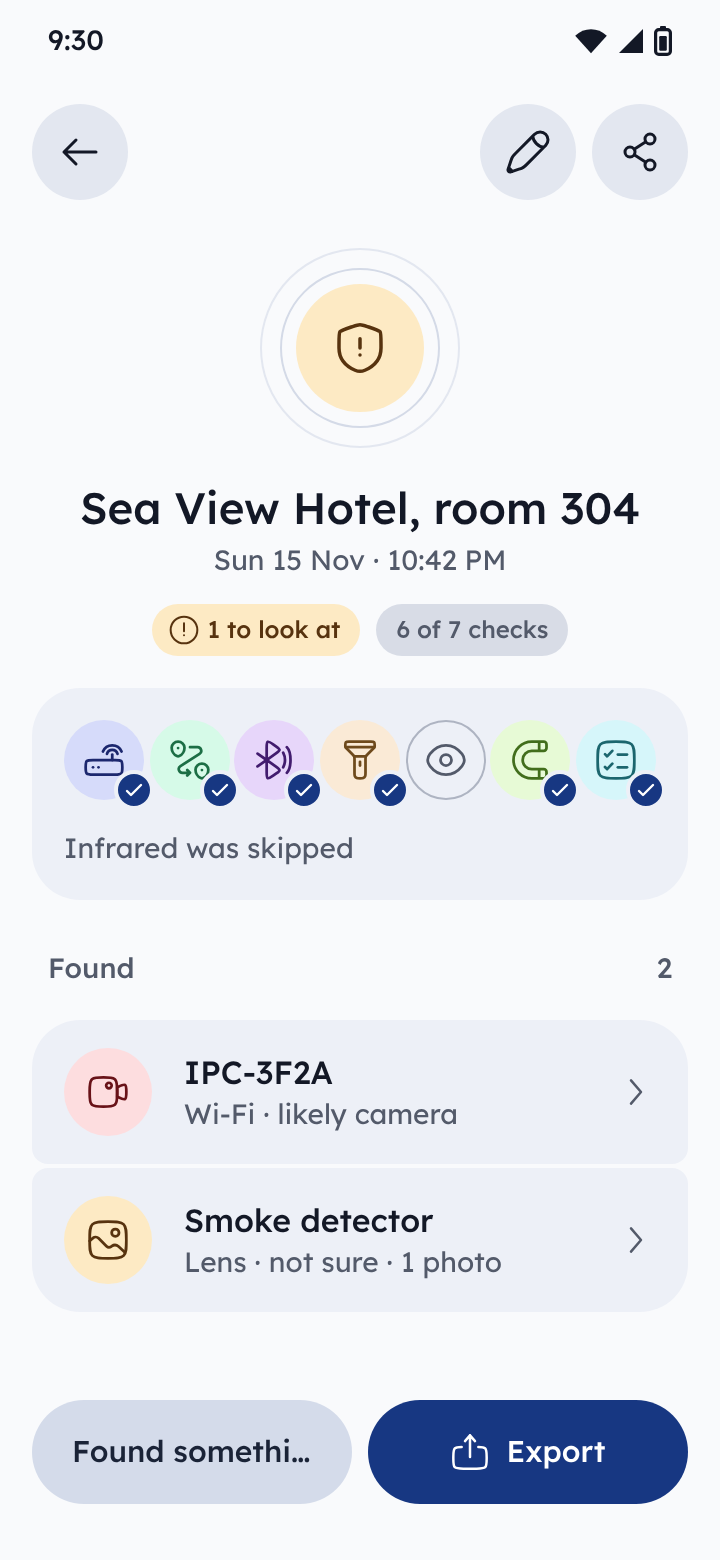 9:30
Sea View Hotel, room 304
Sun 15 Nov · 10:42 PM
1 to look at
6 of 7 checks
Infrared was skipped
Found
2
IPC-3F2A
Wi-Fi · likely camera
Smoke detector
Lens · not sure · 1 photo
Found somethi...
Export